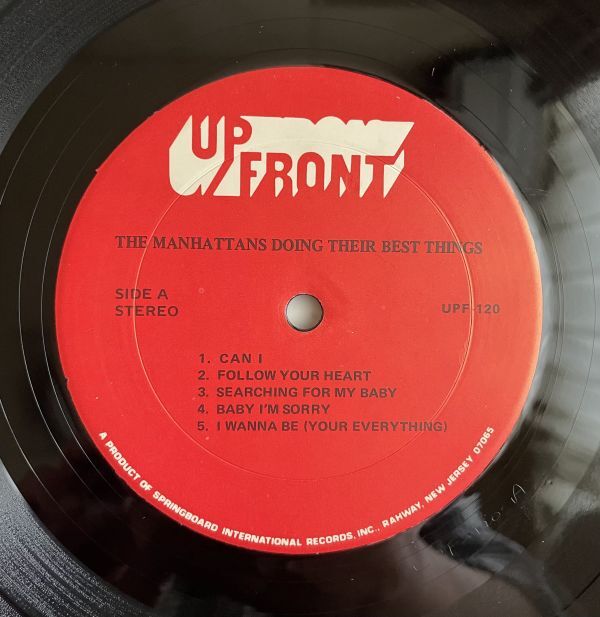 UP
FRONT
THE MANHATTANS DOING THEIR BEST THINGS
SIDE A
STEREO
UPF-120
1. CAN I
2. FOLLOW YOUR HEART
3. SEARCHING FOR MY BABY
4. BABY I'M SORRY
5. I WANNA BE (YOUR EVERYTHING)
A PRODUCT OF SPRINGBOARD INTERNATIONAL RECORDS, INC., RAHWAY, NEW JERSEY 07065